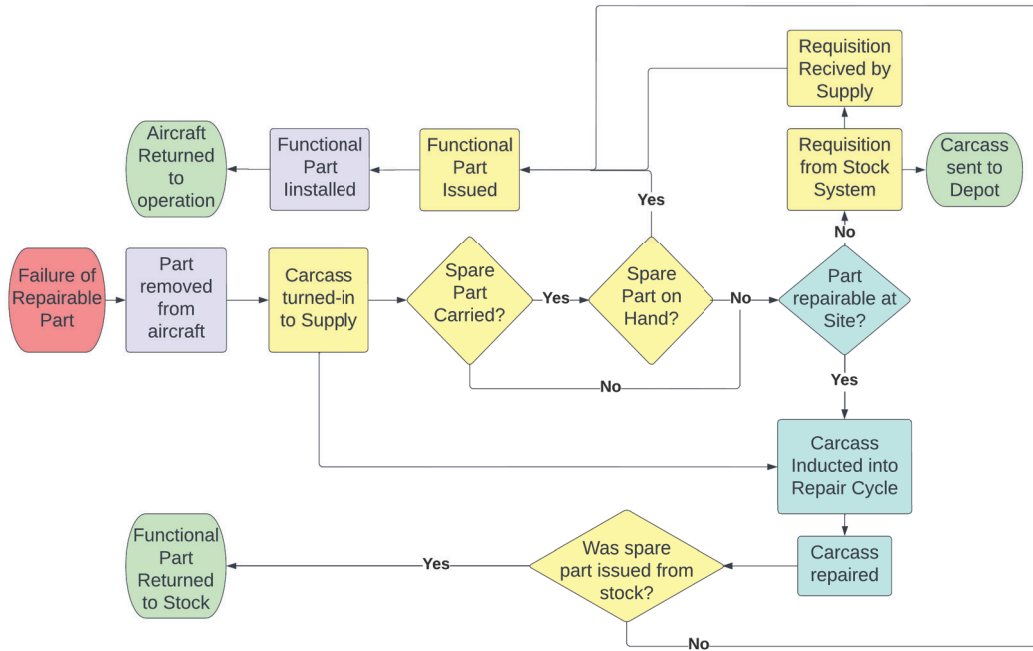 Requisition
Recived by
Supply
Aircraft
Returned
to
operation
Functional
Part
Iinstalled
Functional
Part
Issued
Requisition
from Stock
System
Carcass
sent to
Depot
Yes
No
Failure of
Repairable
Part
Part
removed
from
aircraft
Carcass
turned-in
to Supply
Spare
Part
Carried?
Yes
Spare
Part on
Hand?
No
Part
repairable at
Site?
No
Yes
Carcass
Inducted into
Repair Cycle
Functional
Part
Returned
to Stock
Yes
Was spare
part issued from
stock?
Carcass
repaired
No